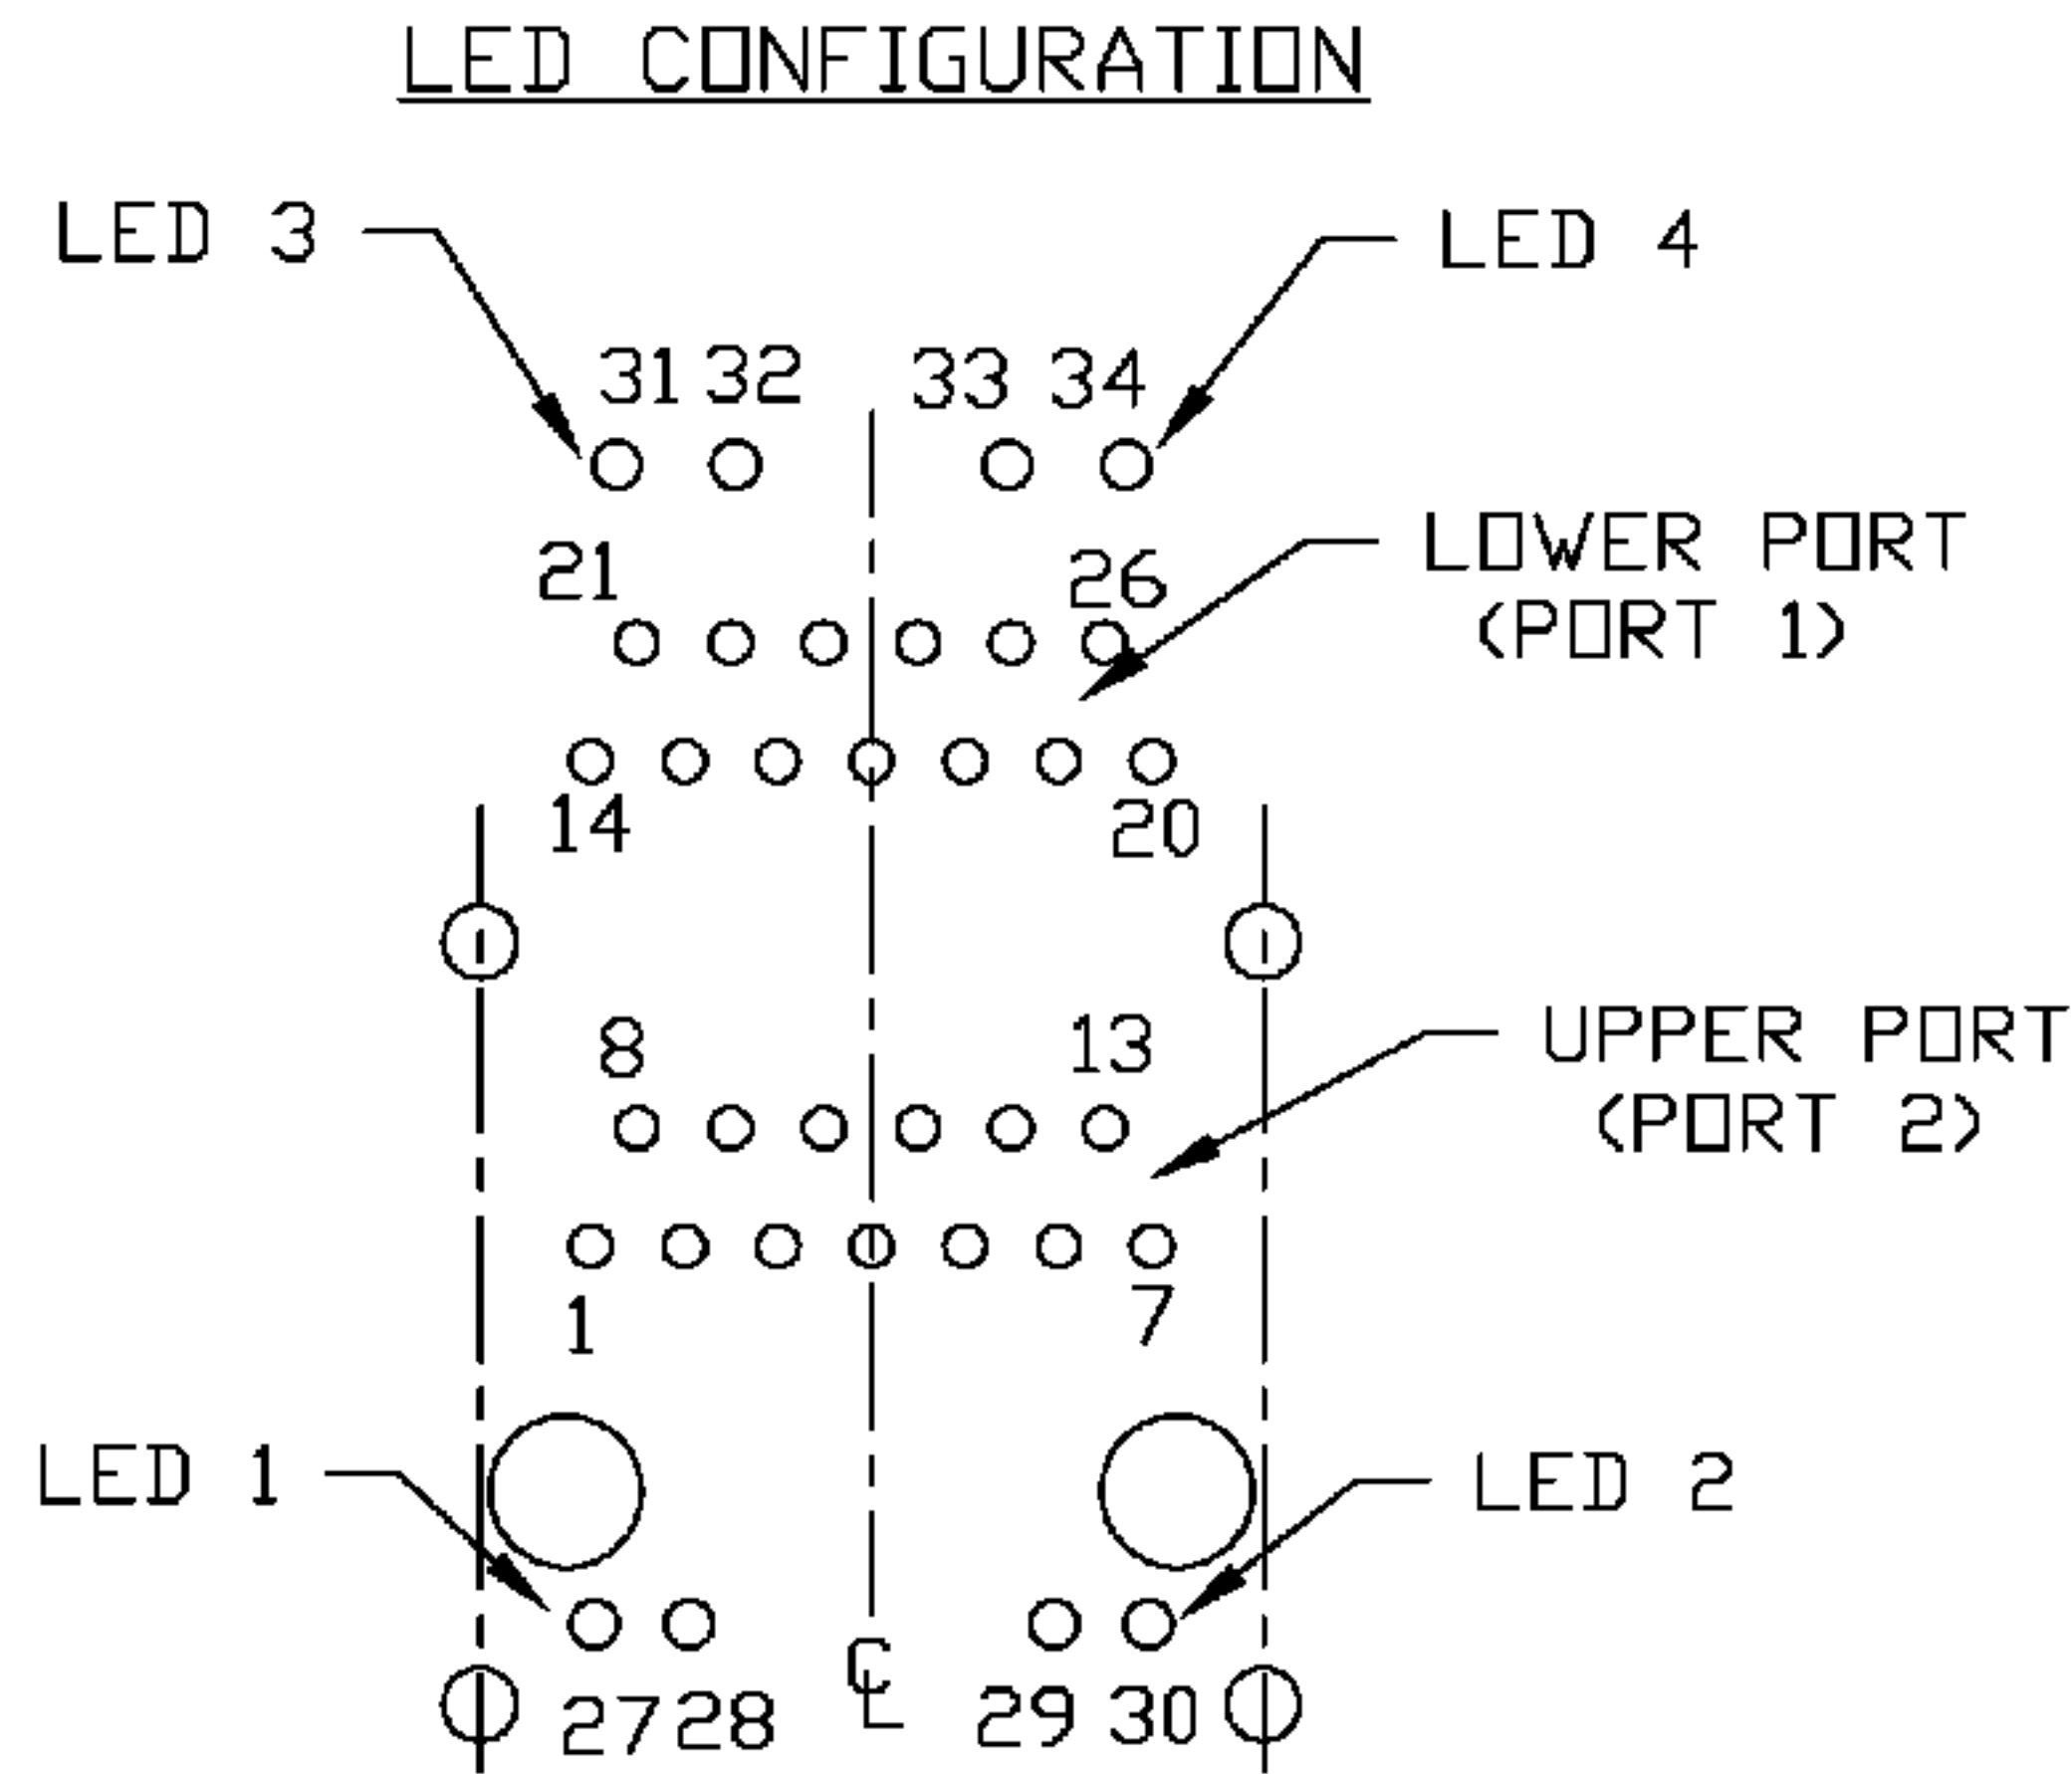 LED CONFIGURATION
LED 3
LED 4
31 32 33 34
21 26
LOWER PORT
(PORT 1)
14 20
8 13
UPPER PORT
(PORT 2)
1 7
LED 1
LED 2
27 28 CL 29 30